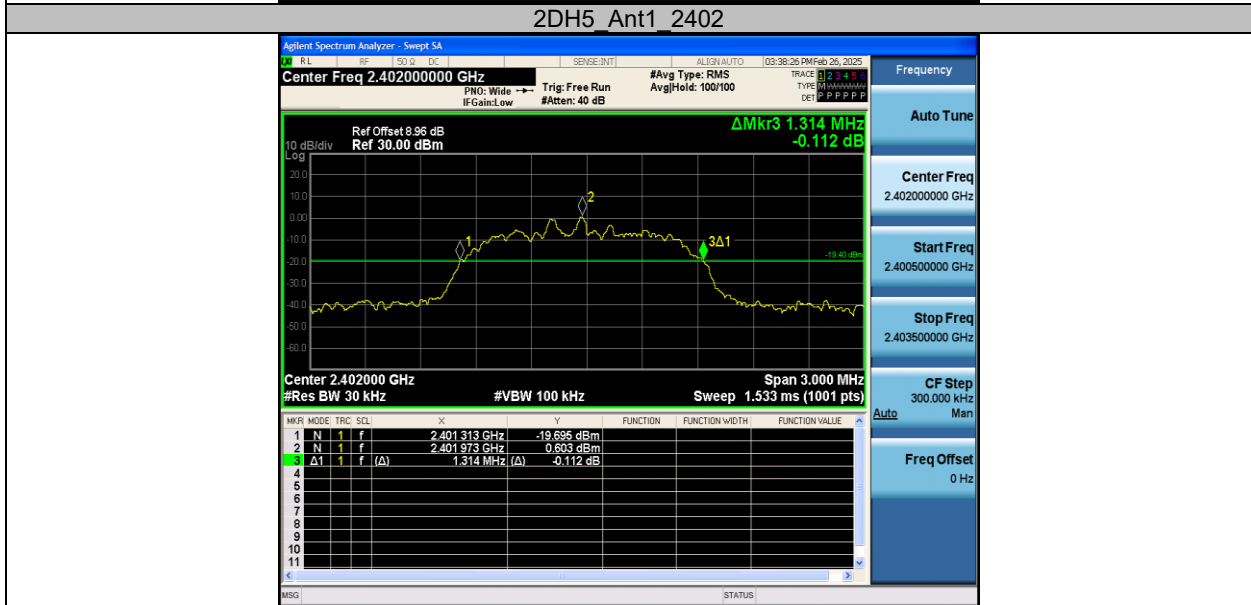 2DH5_Ant1_2402
Agilent Spectrum Analyzer - Swept SA
RL RF 50 Ω DC SENSE:INT ALIGN AUTO 03:38:26 PM Feb 26, 2025
Center Freq 2.402000000 GHz
PNO: Wide
IFGain:Low
Trig: Free Run
#Atten: 40 dB
#Avg Type: RMS
Avg|Hold: 100/100
TRACE 1 2 3 4 5 6
TYPE M
DET P P P P P P
ΔMkr3 1.314 MHz
-0.112 dB
Ref Offset 8.96 dB
10 dB/div Ref 30.00 dBm
Log
20.0
10.0
0.00
-10.0
-20.0
-30.0
-40.0
-50.0
-60.0
1
2
3Δ1
-19.40 dBm
Center 2.402000 GHz Span 3.000 MHz
#Res BW 30 kHz #VBW 100 kHz Sweep 1.533 ms (1001 pts)
MKR MODE TRC SCL X Y FUNCTION FUNCTION WIDTH FUNCTION VALUE
1 N 1 f 2.401 313 GHz -19.695 dBm
2 N 1 f 2.401 973 GHz 0.603 dBm
3 Δ1 1 f (Δ) 1.314 MHz (Δ) -0.112 dB
4
5
6
7
8
9
10
11
MSG STATUS
Frequency
Auto Tune
Center Freq
2.402000000 GHz
Start Freq
2.400500000 GHz
Stop Freq
2.403500000 GHz
CF Step
300.000 kHz
Auto Man
Freq Offset
0 Hz